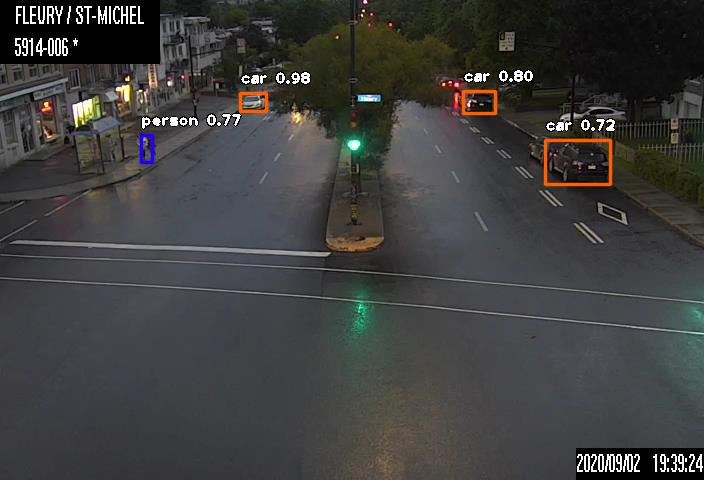 FLEURY / ST-MICHEL
5914-006 *
car 0.98
car 0.80
person 0.77
car 0.72
2020/09/02 19:39:24